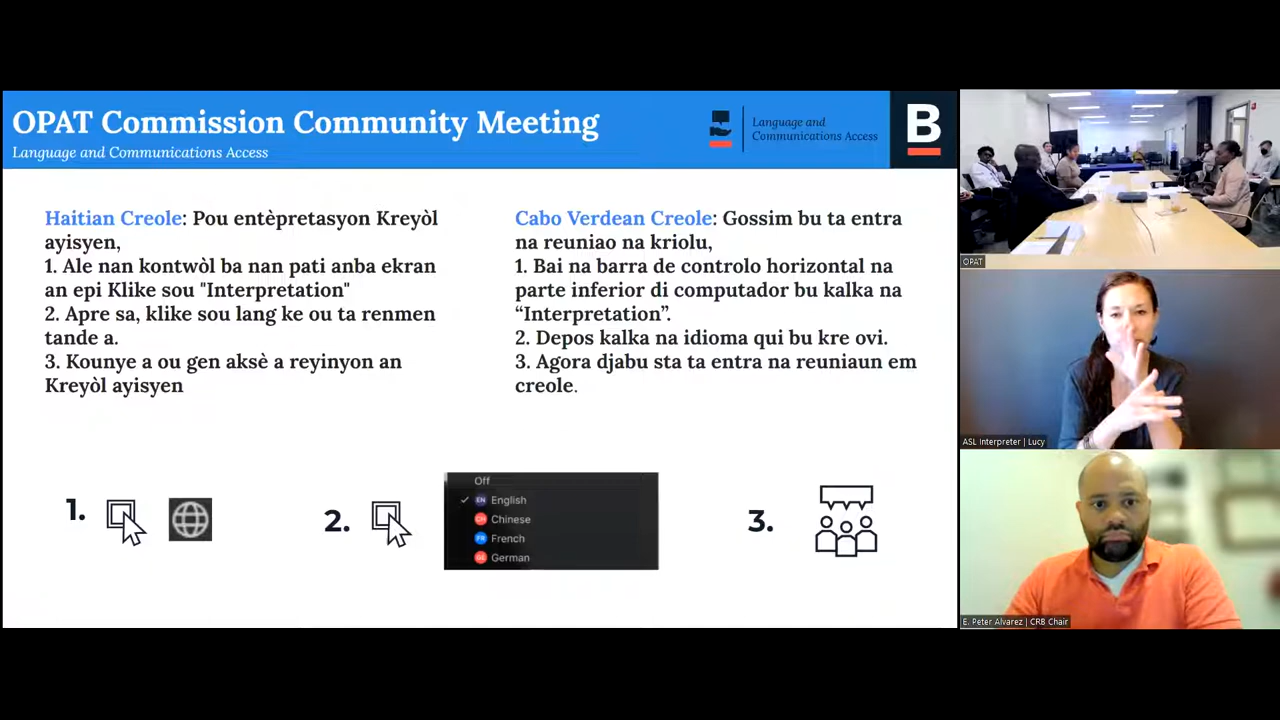 OPAT Commission Community Meeting
Language and Communications Access
Language and
Communications Access
B
Haitian Creole: Pou entèpretasyon Kreyòl
ayisyen,
1. Ale nan kontwòl ba nan pati anba ekran
an epi Klike sou "Interpretation"
2. Apre sa, klike sou lang ke ou ta renmen
tande a.
3. Kounye a ou gen aksè a reyinyon an
Kreyòl ayisyen
Cabo Verdean Creole: Gossim bu ta entra
na reuniao na kriolu,
1. Bai na barra de controlo horizontal na
parte inferior di computador bu kalka na
“Interpretation”.
2. Depos kalka na idioma qui bu kre ovi.
3. Agora djabu sta ta entra na reuniaun em
creole.
1.
2.
Off
EN English
CH Chinese
FR French
GE German
3.
OPAT
ASL Interpreter | Lucy
E. Peter Alvarez | CRB Chair